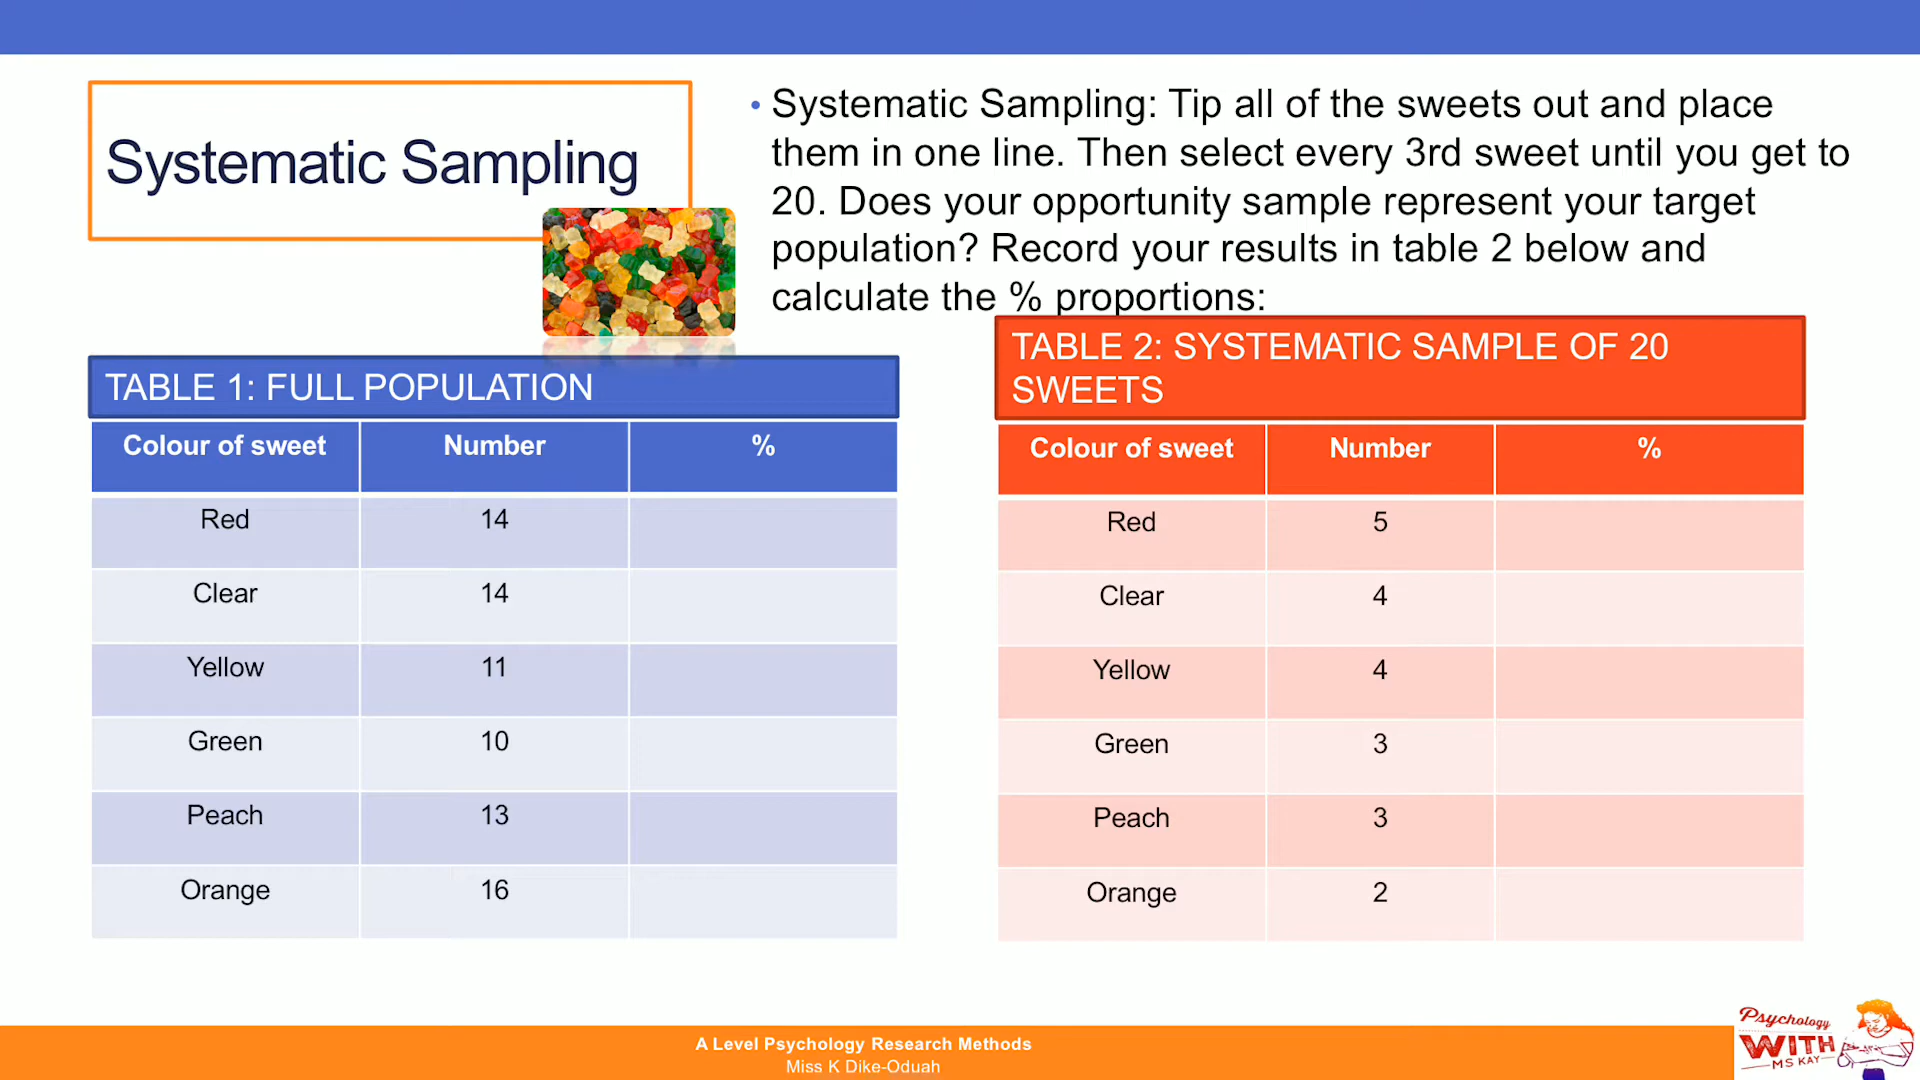 Systematic Sampling
• Systematic Sampling: Tip all of the sweets out and place
them in one line. Then select every 3rd sweet until you get to
20. Does your opportunity sample represent your target
population? Record your results in table 2 below and
calculate the % proportions:
TABLE 1: FULL POPULATION
Colour of sweet Number %
Red 14
Clear 14
Yellow 11
Green 10
Peach 13
Orange 16
TABLE 2: SYSTEMATIC SAMPLE OF 20
SWEETS
Colour of sweet Number %
Red 5
Clear 4
Yellow 4
Green 3
Peach 3
Orange 2
A Level Psychology Research Methods
Miss K Dike-Oduah
Psychology
WITH
MS KAY